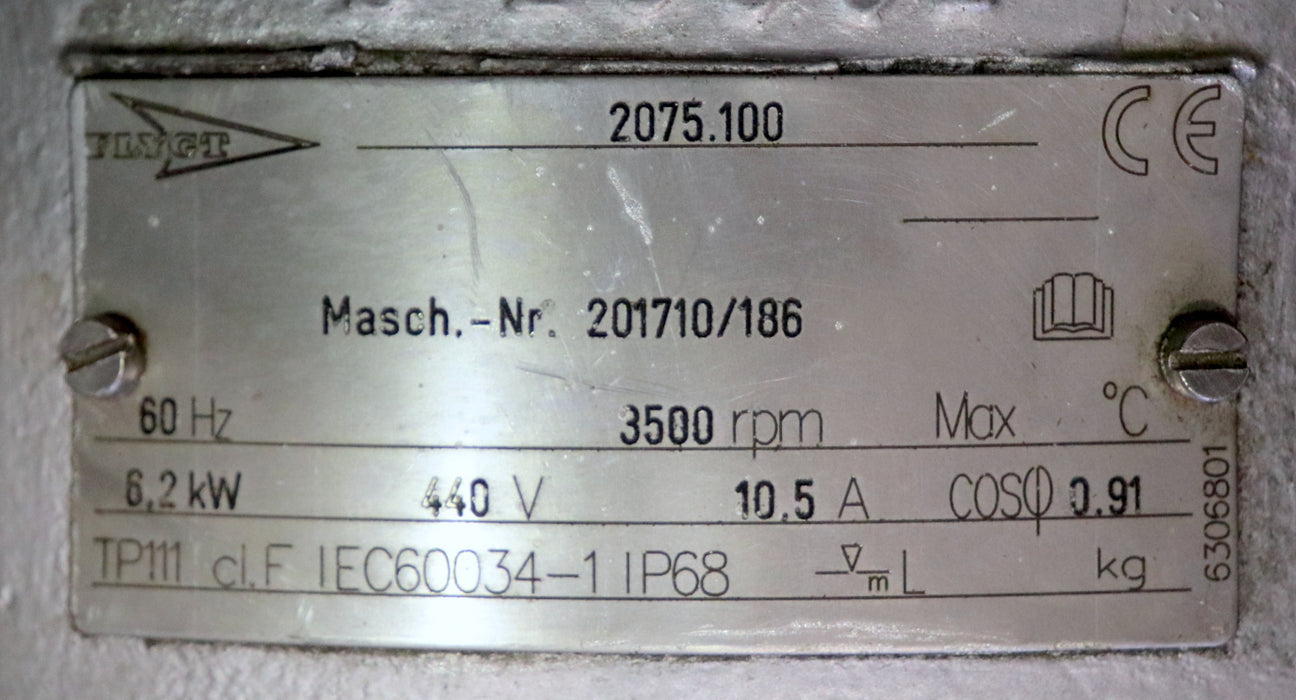 FLYGT 2075.100 CE
Masch.-Nr. 201710/186
60 Hz 3500 rpm Max °C
6,2 kW 440 V 10.5 A COSφ 0.91
TP111 cl.F IEC60034-1 IP68 m L kg
6306801